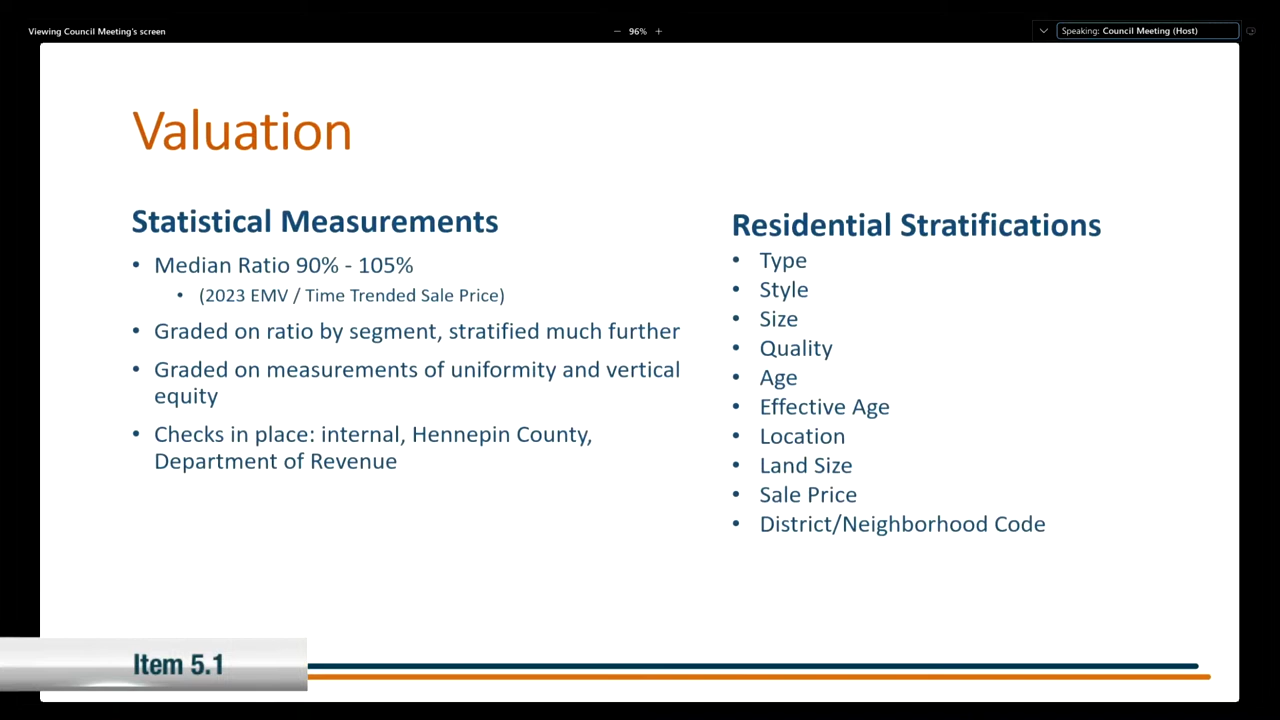 Viewing Council Meeting's screen
96%
Speaking: Council Meeting (Host)
Valuation
Statistical Measurements
• Median Ratio 90% - 105%
• (2023 EMV / Time Trended Sale Price)
• Graded on ratio by segment, stratified much further
• Graded on measurements of uniformity and vertical
equity
• Checks in place: internal, Hennepin County,
Department of Revenue
Residential Stratifications
• Type
• Style
• Size
• Quality
• Age
• Effective Age
• Location
• Land Size
• Sale Price
• District/Neighborhood Code
Item 5.1